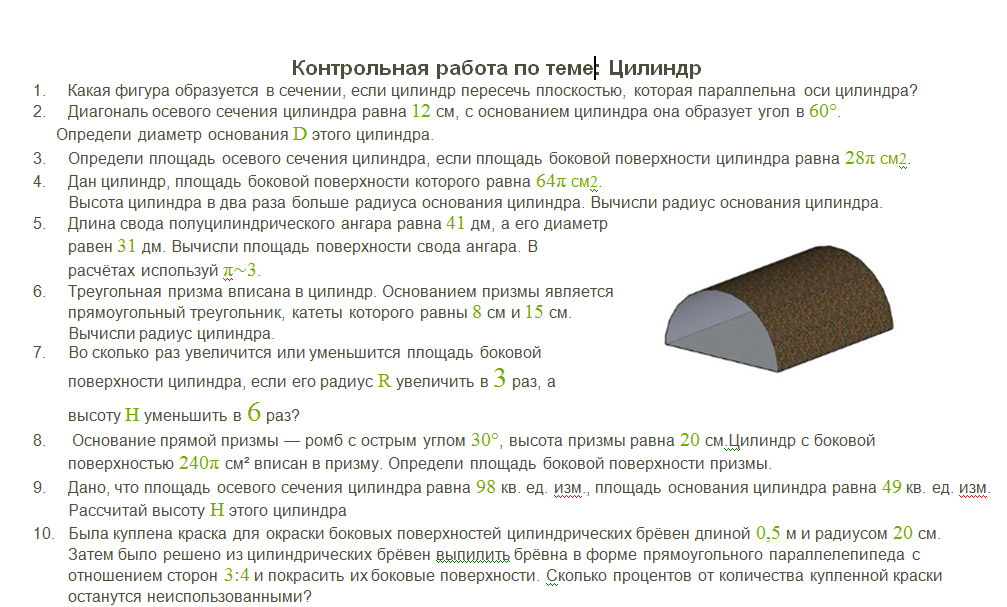 Контрольная работа по теме: Цилиндр
1. Какая фигура образуется в сечении, если цилиндр пересечь плоскостью, которая параллельна оси цилиндра?
2. Диагональ осевого сечения цилиндра равна 12 см, с основанием цилиндра она образует угол в 60°.
Определи диаметр основания D этого цилиндра.
3. Определи площадь осевого сечения цилиндра, если площадь боковой поверхности цилиндра равна 28π см2.
4. Дан цилиндр, площадь боковой поверхности которого равна 64π см2.
Высота цилиндра в два раза больше радиуса основания цилиндра. Вычисли радиус основания цилиндра.
5. Длина свода полуцилиндрического ангара равна 41 дм, а его диаметр
равен 31 дм. Вычисли площадь поверхности свода ангара. В
расчётах используй π~3.
6. Треугольная призма вписана в цилиндр. Основанием призмы является
прямоугольный треугольник, катеты которого равны 8 см и 15 см.
Вычисли радиус цилиндра.
7. Во сколько раз увеличится или уменьшится площадь боковой
поверхности цилиндра, если его радиус R увеличить в 3 раз, а
высоту H уменьшить в 6 раз?
8. Основание прямой призмы — ромб с острым углом 30°, высота призмы равна 20 см.Цилиндр с боковой
поверхностью 240π см² вписан в призму. Определи площадь боковой поверхности призмы.
9. Дано, что площадь осевого сечения цилиндра равна 98 кв. ед. изм., площадь основания цилиндра равна 49 кв. ед. изм.
Рассчитай высоту H этого цилиндра
10. Была куплена краска для окраски боковых поверхностей цилиндрических брёвен длиной 0,5 м и радиусом 20 см.
Затем было решено из цилиндрических брёвен выпилить брёвна в форме прямоугольного параллелепипеда с
отношением сторон 3:4 и покрасить их боковые поверхности. Сколько процентов от количества купленной краски
останутся неиспользованными?